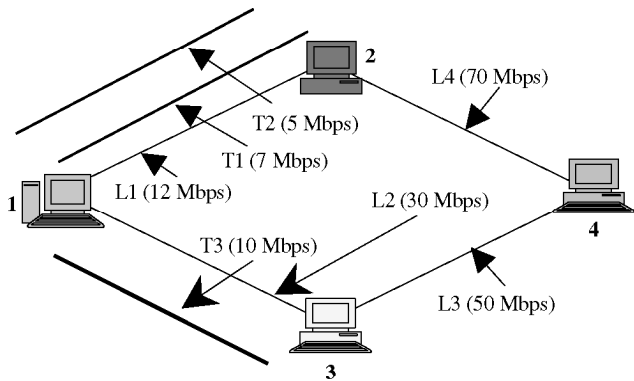 2
L4 (70 Mbps)
T2 (5 Mbps)
T1 (7 Mbps)
L1 (12 Mbps)
L2 (30 Mbps)
1
4
T3 (10 Mbps)
L3 (50 Mbps)
3